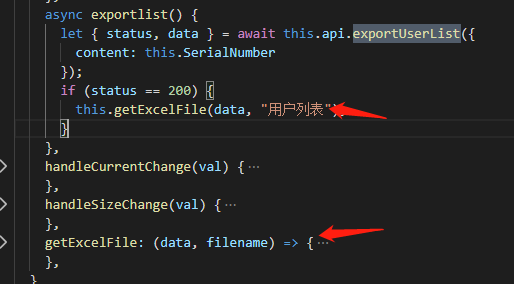 },
async exportlist() {
let { status, data } = await this.api.exportUserList({
content: this.SerialNumber
});
if (status == 200) {
this.getExcelFile(data, "用户列表");
}
},
handleCurrentChange(val) {…
},
handleSizeChange(val) {…
},
getExcelFile: (data, filename) => {…
},
}